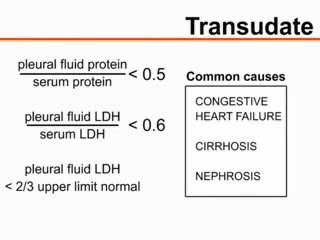 Transudate
pleural fluid protein
serum protein
< 0.5
pleural fluid LDH
serum LDH
< 0.6
pleural fluid LDH
< 2/3 upper limit normal
Common causes
CONGESTIVE
HEART FAILURE
CIRRHOSIS
NEPHROSIS